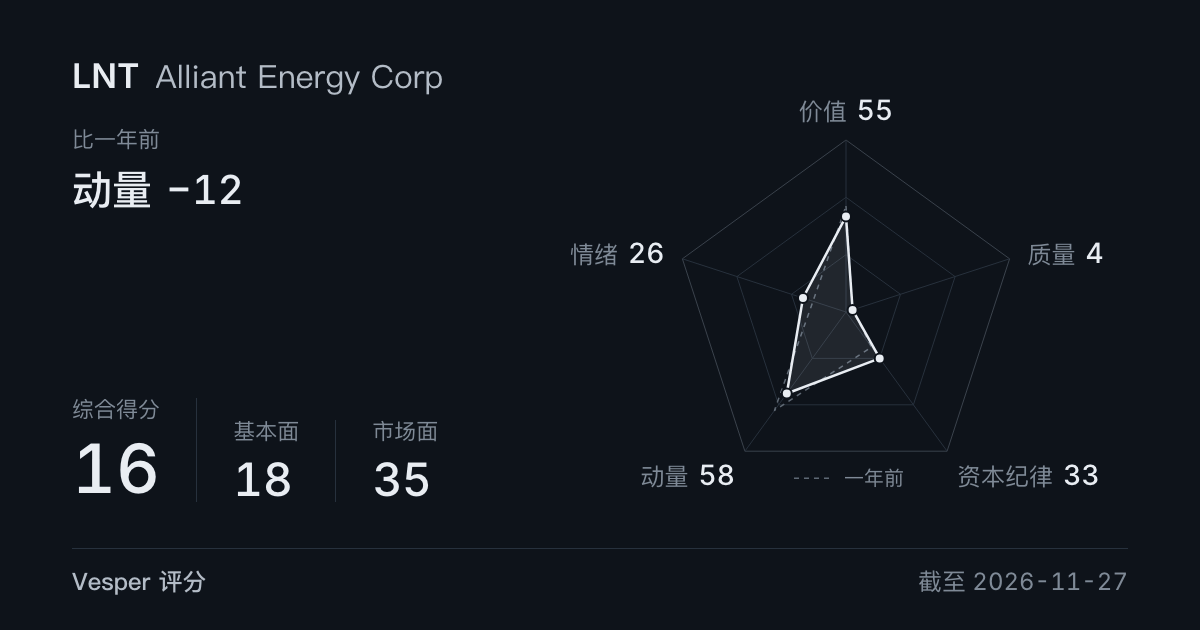 LNT Alliant Energy Corp
比一年前
动量 −12
价值 55
情绪 26
质量 4
动量 58
一年前
资本纪律 33
综合得分
16
基本面
18
市场面
35
Vesper 评分
截至 2026-11-27